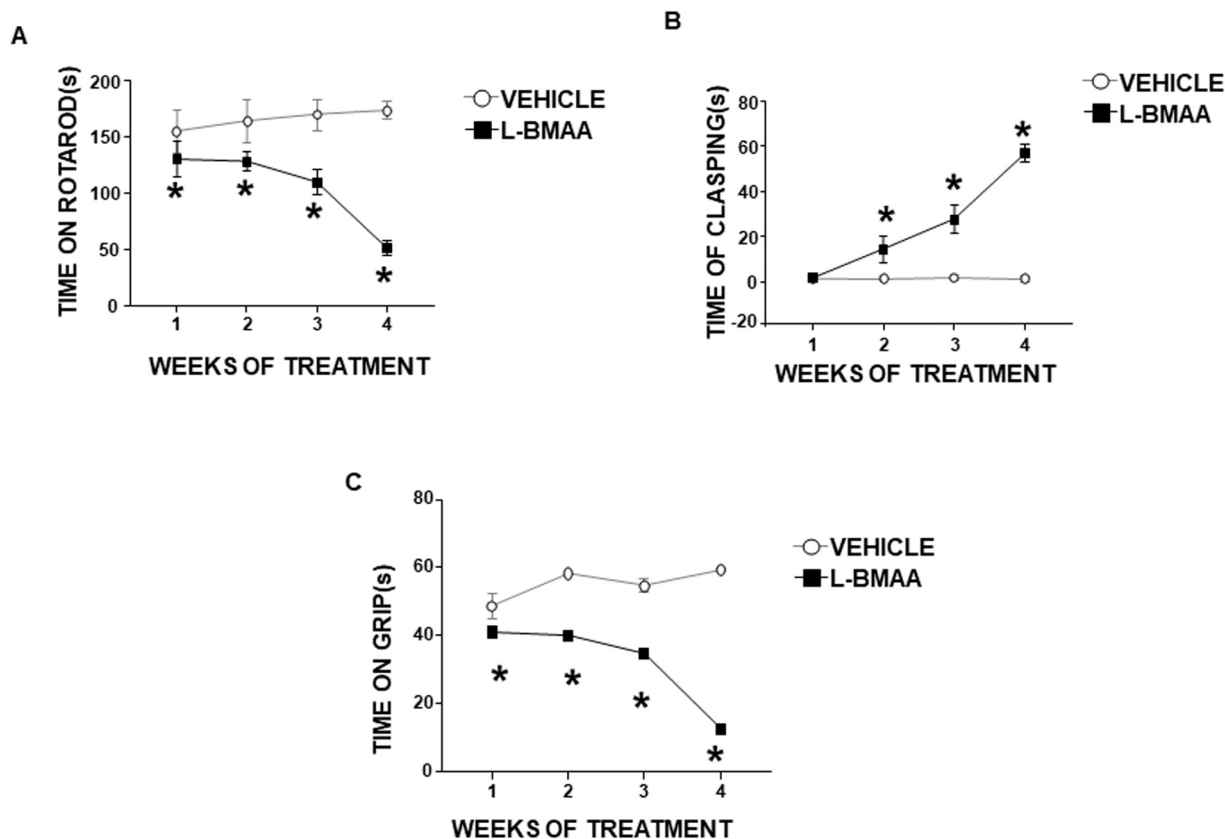 A
TIME ON ROTAROD(s)
200
150
100
50
0
*
*
*
*
1 2 3 4
WEEKS OF TREATMENT
VEHICLE
L-BMAA
B
TIME OF CLASPING(s)
80
60
40
20
0
-20
*
*
*
1 2 3 4
WEEKS OF TREATMENT
VEHICLE
L-BMAA
C
TIME ON GRIP(s)
80
60
40
20
0
*
*
*
*
1 2 3 4
WEEKS OF TREATMENT
VEHICLE
L-BMAA